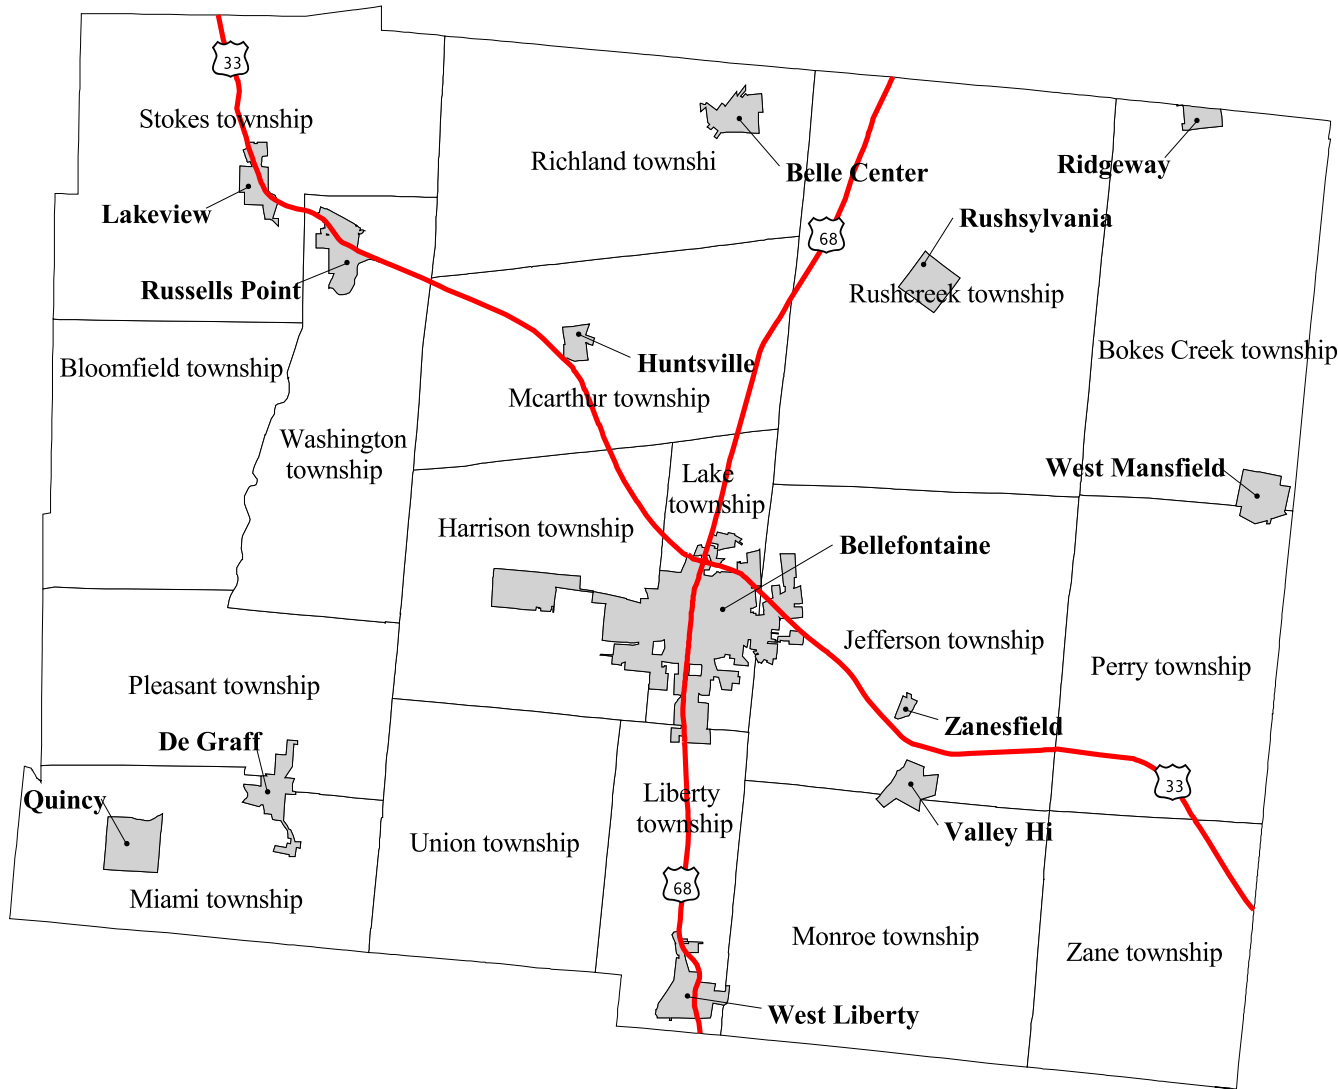 33
Stokes township
Richland townshi
Belle Center
Ridgeway
Lakeview
Rushsylvania
68
Russells Point
Rushcreek township
Bokes Creek township
Huntsville
Bloomfield township
Mcarthur township
Washington
township
West Mansfield
Lake
township
Harrison township
Bellefontaine
Jefferson township
Perry township
Pleasant township
Zanesfield
De Graff
33
Quincy
Liberty
township
Valley Hi
Union township
68
Miami township
Monroe township
Zane township
West Liberty